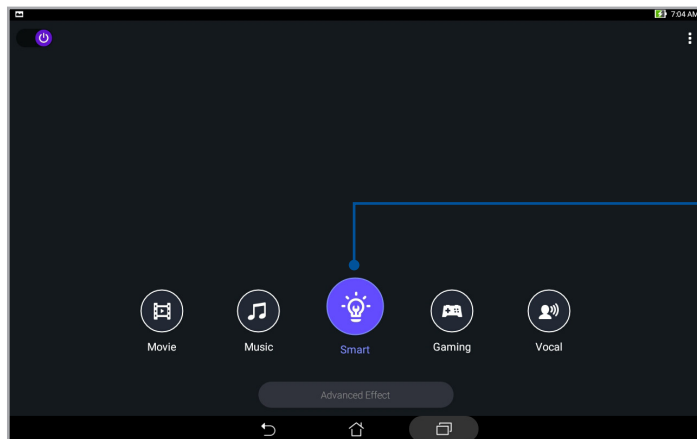 7:04 AM
Movie
Music
Smart
Gaming
Vocal
Advanced Effect